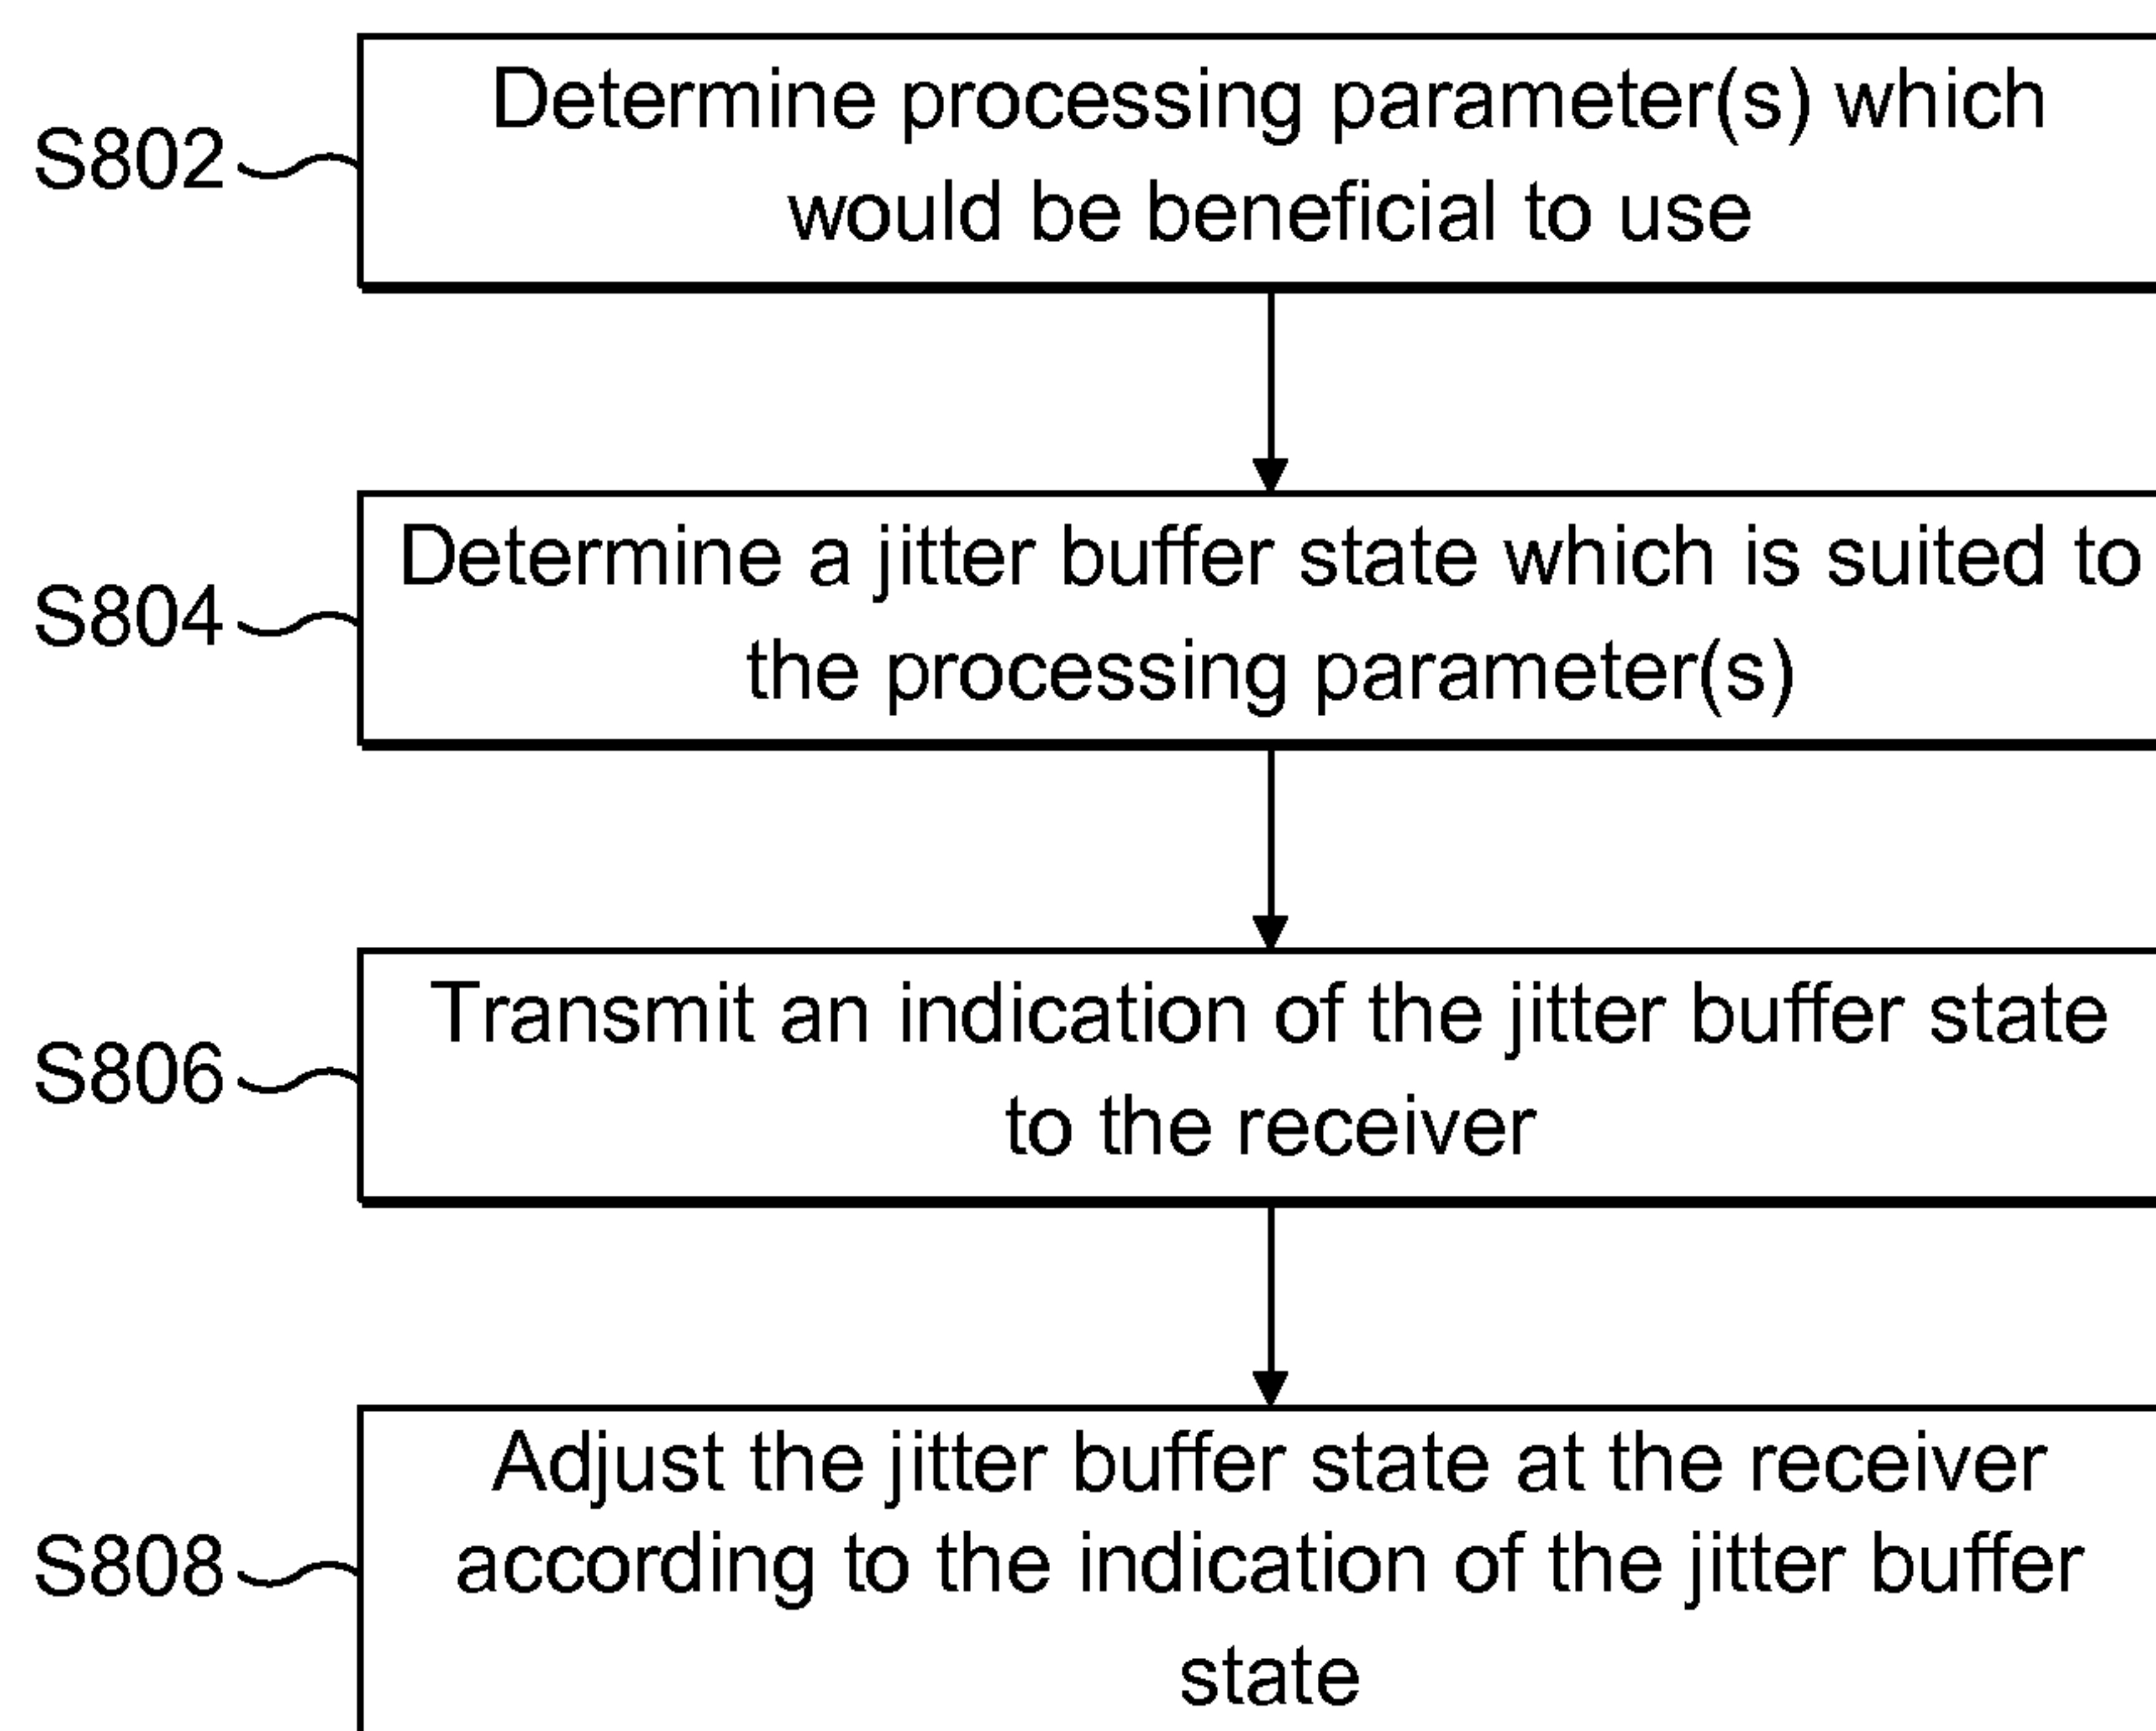 Determine processing parameter(s) which
would be beneficial to use
S802
Determine a jitter buffer state which is suited to
the processing parameter(s)
S804
Transmit an indication of the jitter buffer state
to the receiver
S806
Adjust the jitter buffer state at the receiver
according to the indication of the jitter buffer
state
S808